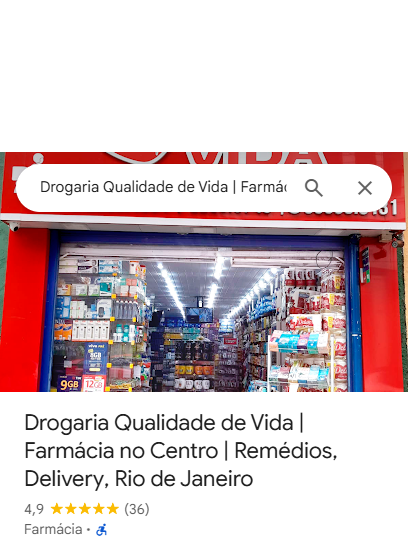 VIDA
Drogaria Qualidade de Vida | Farmác
9GB
8GB
12GB
Drogaria Qualidade de Vida |
Farmácia no Centro | Remédios,
Delivery, Rio de Janeiro
4,9 ★★★★★ (36)
Farmácia ·